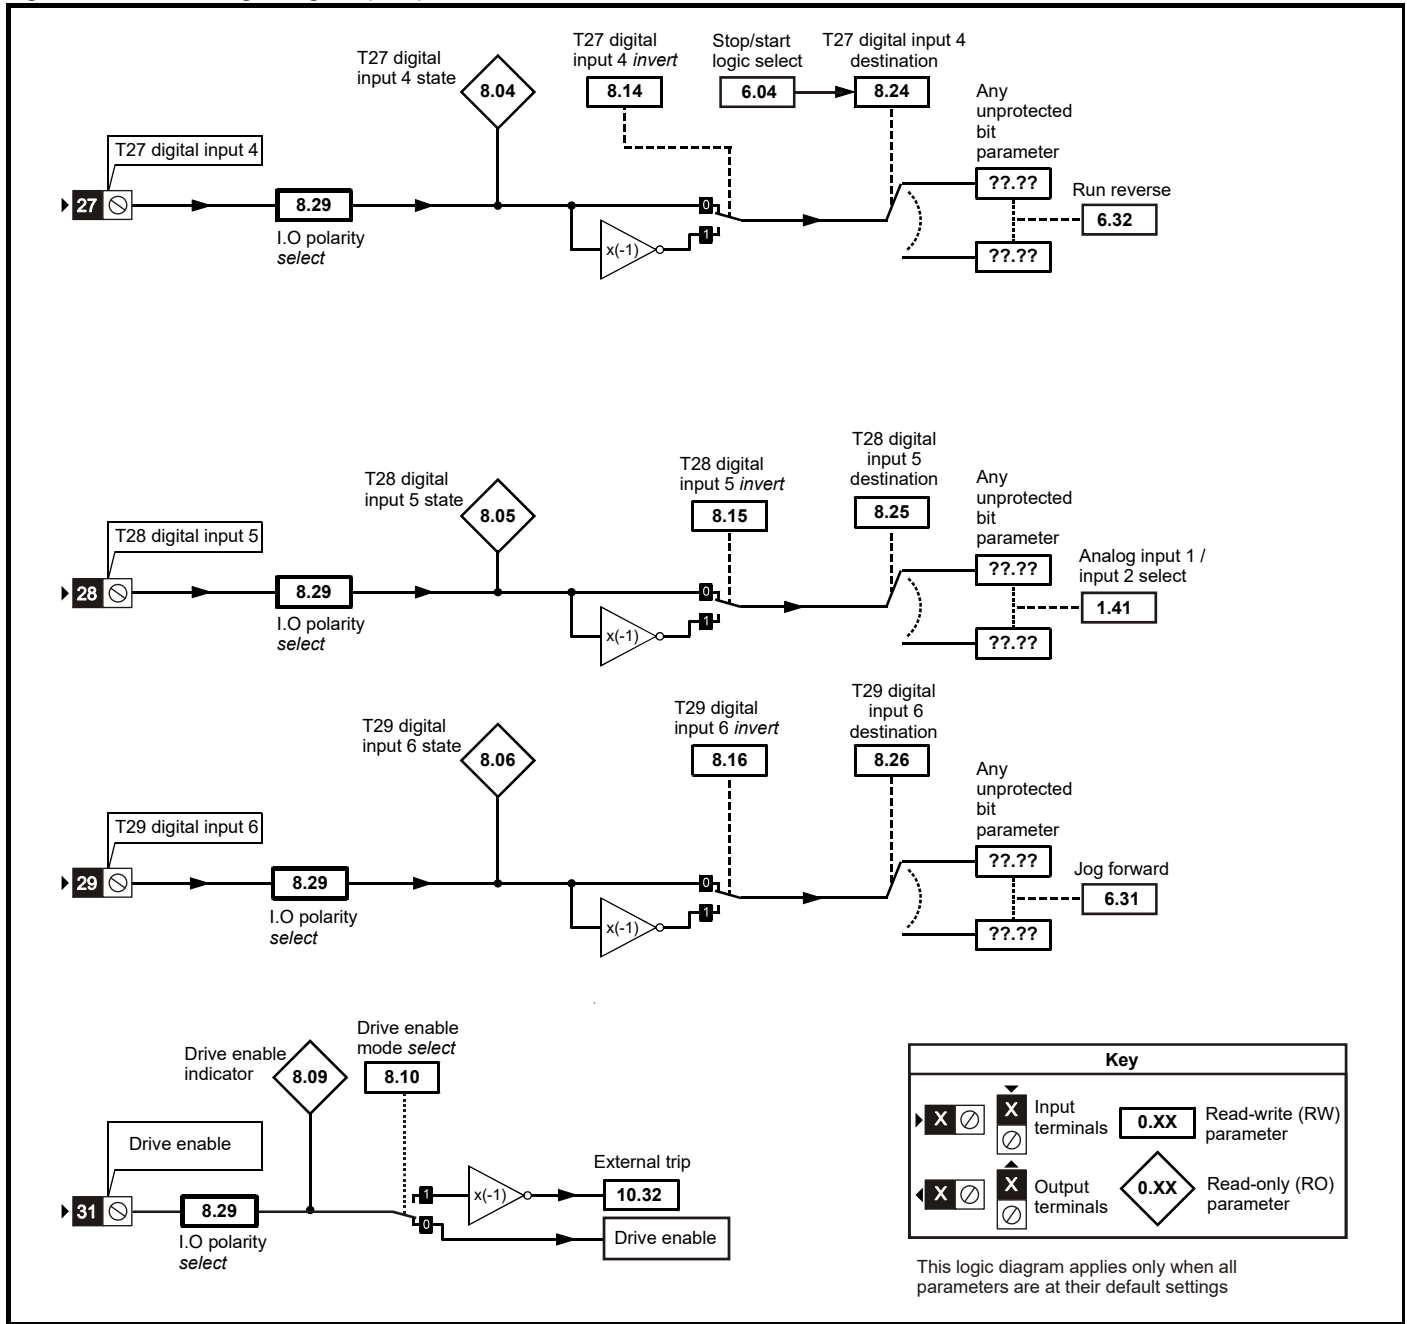 T27 digital
input 4 state
8.04
T27 digital
input 4 invert
8.14
Stop/start
logic select
6.04
T27 digital input 4
destination
8.24
Any
unprotected
bit
parameter
T27 digital input 4
27
8.29
I.O polarity
select
0
1
x(-1)
??.??
??.??
Run reverse
6.32
T28 digital
input 5 state
8.05
T28 digital
input 5 invert
8.15
T28 digital
input 5
destination
8.25
Any
unprotected
bit
parameter
T28 digital input 5
28
8.29
I.O polarity
select
0
1
x(-1)
??.??
??.??
Analog input 1 /
input 2 select
1.41
T29 digital
input 6 state
8.06
T29 digital
input 6 invert
8.16
T29 digital
input 6
destination
8.26
Any
unprotected
bit
parameter
T29 digital input 6
29
8.29
I.O polarity
select
0
1
x(-1)
??.??
??.??
Jog forward
6.31
Drive enable
indicator
8.09
Drive enable
mode select
8.10
Drive enable
31
8.29
I.O polarity
select
1
0
x(-1)
External trip
10.32
Drive enable
Key
X
X
Input
terminals
0.XX
Read-write (RW)
parameter
X
X
Output
terminals
0.XX
Read-only (RO)
parameter
This logic diagram applies only when all
parameters are at their default settings